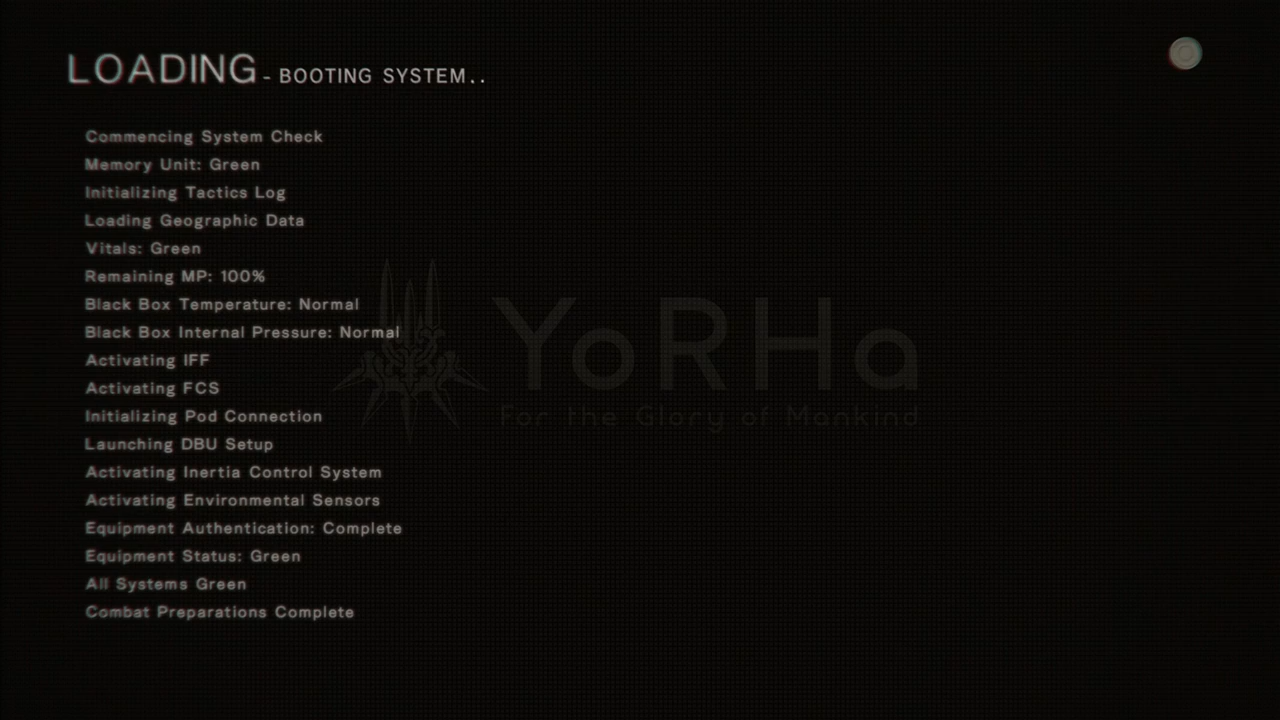 LOADING - BOOTING SYSTEM..
Commencing System Check
Memory Unit: Green
Initializing Tactics Log
Loading Geographic Data
Vitals: Green
Remaining MP: 100%
Black Box Temperature: Normal
Black Box Internal Pressure: Normal
Activating IFF
Activating FCS
Initializing Pod Connection
Launching DBU Setup
Activating Inertia Control System
Activating Environmental Sensors
Equipment Authentication: Complete
Equipment Status: Green
All Systems Green
Combat Preparations Complete
YoRHa
For the Glory of Mankind